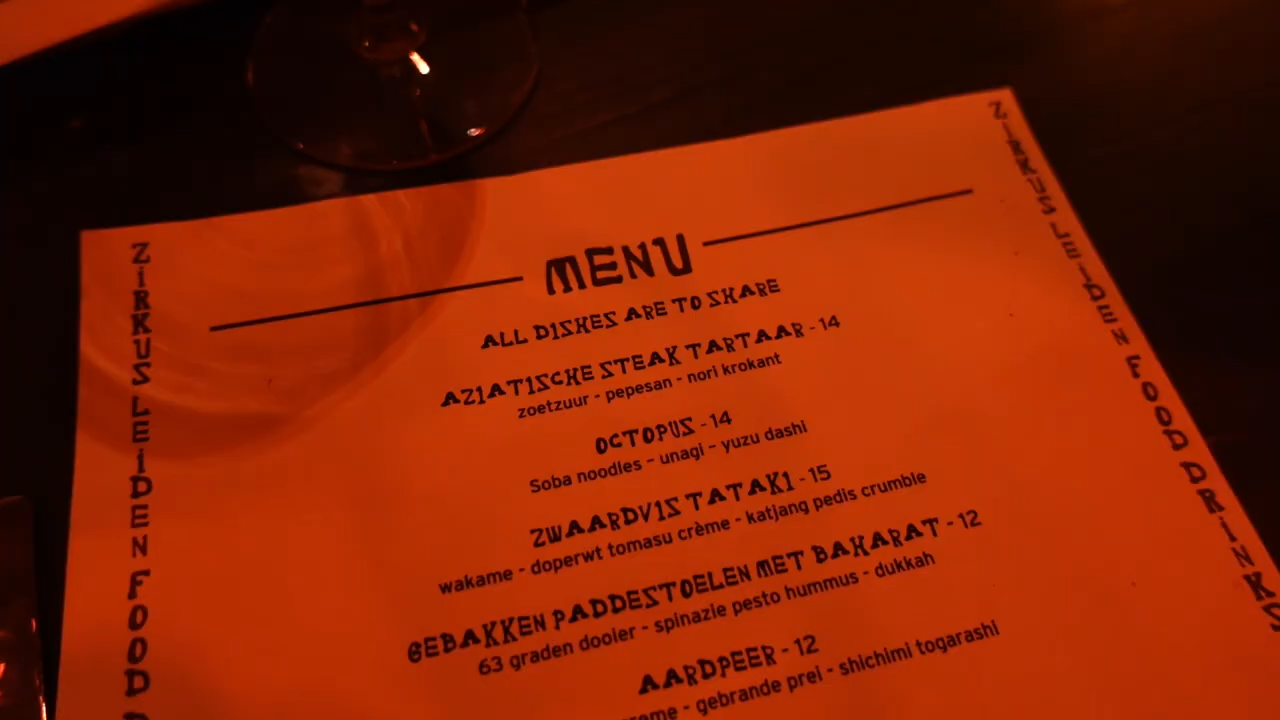 MENU
ALL DISHES ARE TO SHARE
AZIATISCHE STEAK TARTAAR - 14
zoetzuur - pepesan - nori krokant
OCTOPUS - 14
Soba noodles - unagi - yuzu dashi
ZWAARDVIS TATAKI - 15
wakame - doperwt tomasu crème - katjang pedis crumble
GEBAKKEN PADDESTOELEN MET BAHARAT - 12
63 graden dooier - spinazie pesto hummus - dukkah
AARDPEER - 12
- gebrande prei - shichimi togarashi
ZiRKUS LEiDEN FOOD
ZiRKUS LEiDEN FOOD DRiNKS